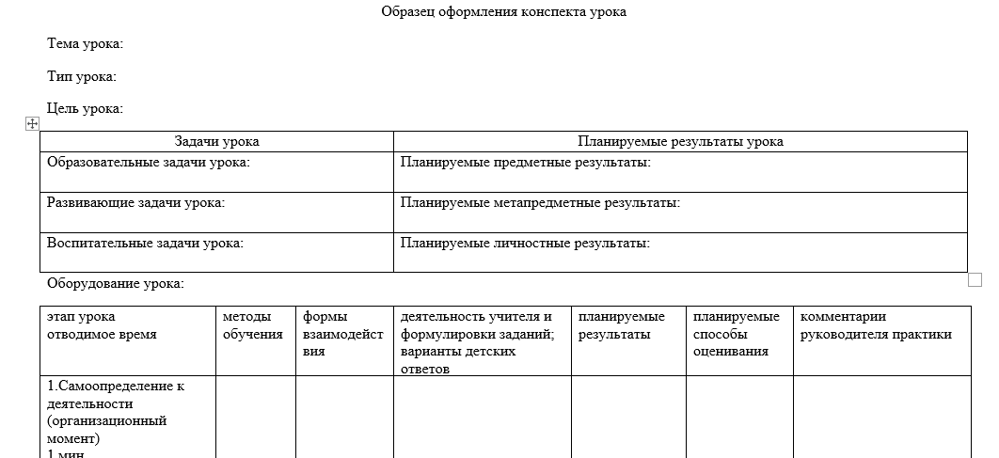 Образец оформления конспекта урока
Тема урока:
Тип урока:
Цель урока:
Задачи урока
Планируемые результаты урока
Образовательные задачи урока:
Планируемые предметные результаты:
Развивающие задачи урока:
Планируемые метапредметные результаты:
Воспитательные задачи урока:
Планируемые личностные результаты:
Оборудование урока:
этап урока
отводимое время
методы
обучения
формы
взаимодейст
вия
деятельность учителя и
формулировки заданий;
варианты детских
ответов
планируемые
результаты
планируемые
способы
оценивания
комментарии
руководителя практики
1.Самоопределение к
деятельности
(организационный
момент)
1 мин